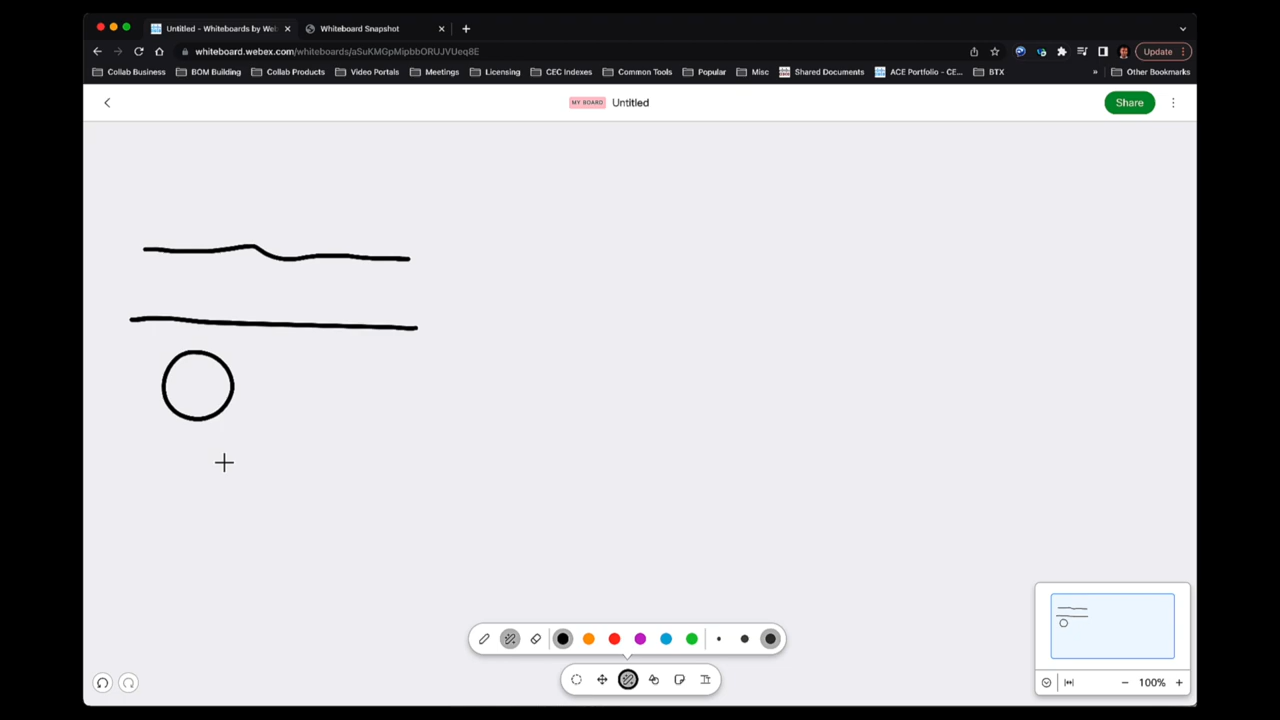 Untitled - Whiteboards by Web
Whiteboard Snapshot
whiteboard.webex.com/whiteboards/aSuKMGpMipbbORUJVUeq8E
Update
Collab Business
BOM Building
Collab Products
Video Portals
Meetings
Licensing
CEC Indexes
Common Tools
Popular
Misc
Shared Documents
ACE Portfolio - CE...
BTX
»
Other Bookmarks
MY BOARD
Untitled
Share
Tt
100%